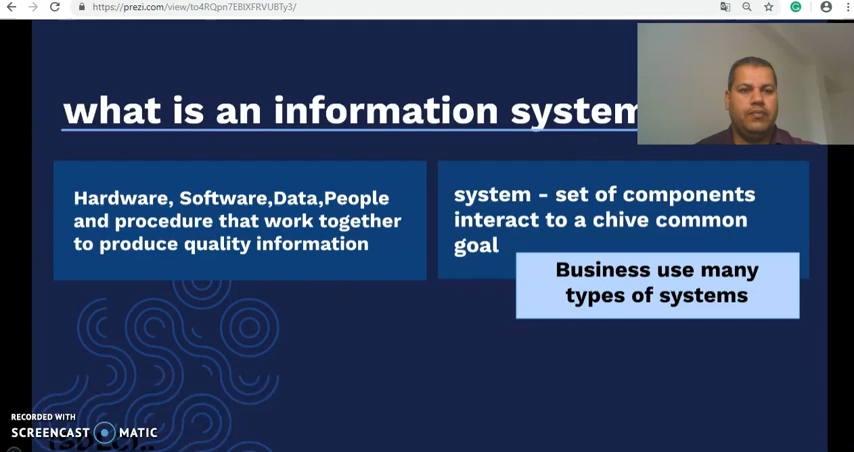 https://prezi.com/view/to4RQpn7EBlXFRVUBTy3/
what is an information system
Hardware, Software,Data,People
and procedure that work together
to produce quality information
system - set of components
interact to a chive common
goal
Business use many
types of systems
RECORDED WITH
SCREENCAST MATIC